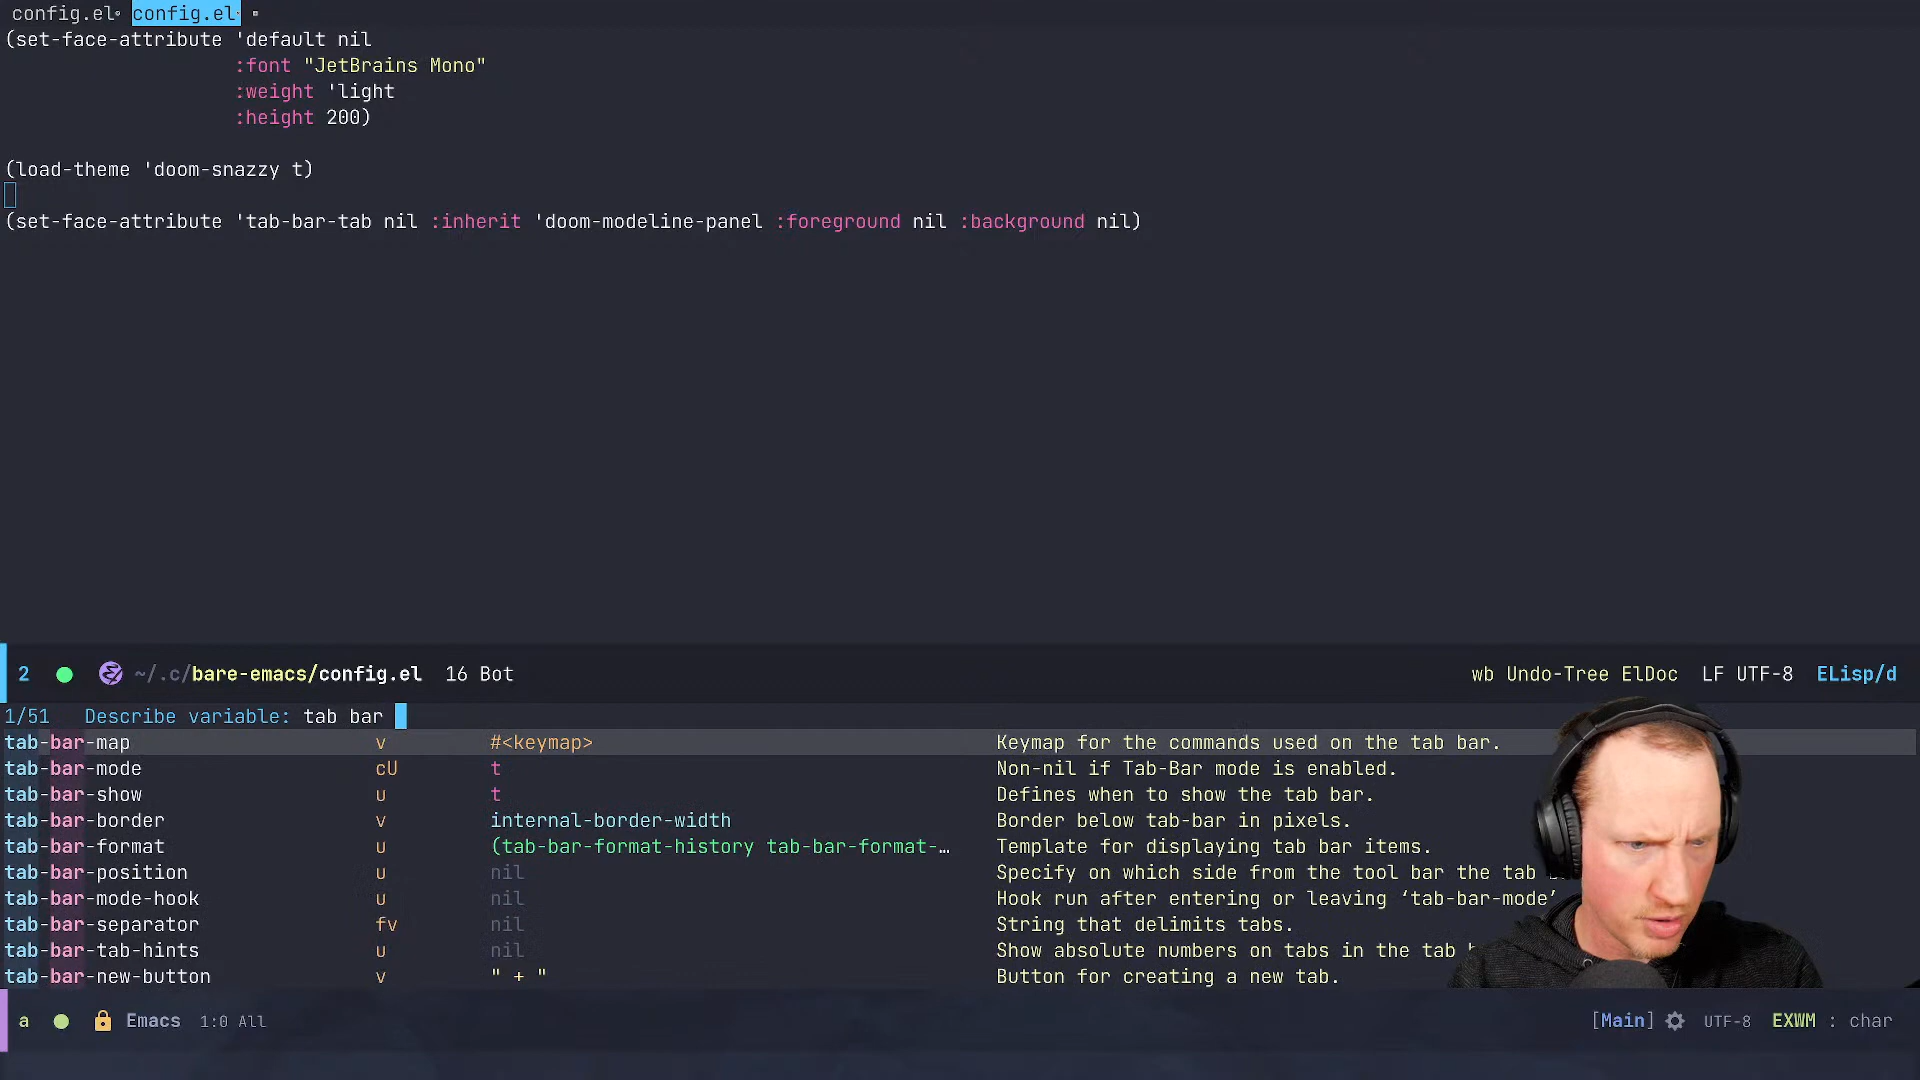 config.el config.el
(set-face-attribute 'default nil
:font "JetBrains Mono"
:weight 'light
:height 200)
(load-theme 'doom-snazzy t)
(set-face-attribute 'tab-bar-tab nil :inherit 'doom-modeline-panel :foreground nil :background nil)
2 ~/.c/bare-emacs/config.el 16 Bot wb Undo-Tree ElDoc LF UTF-8 ELisp/d
1/51 Describe variable: tab bar
tab-bar-map v #<keymap> Keymap for the commands used on the tab bar.
tab-bar-mode cU t Non-nil if Tab-Bar mode is enabled.
tab-bar-show u t Defines when to show the tab bar.
tab-bar-border v internal-border-width Border below tab-bar in pixels.
tab-bar-format u (tab-bar-format-history tab-bar-format-… Template for displaying tab bar items.
tab-bar-position u nil Specify on which side from the tool bar the tab
tab-bar-mode-hook u nil Hook run after entering or leaving ‘tab-bar-mode’
tab-bar-separator fv nil String that delimits tabs.
tab-bar-tab-hints u nil Show absolute numbers on tabs in the tab
tab-bar-new-button v " + " Button for creating a new tab.
a Emacs 1:0 All [Main] UTF-8 EXWM : char